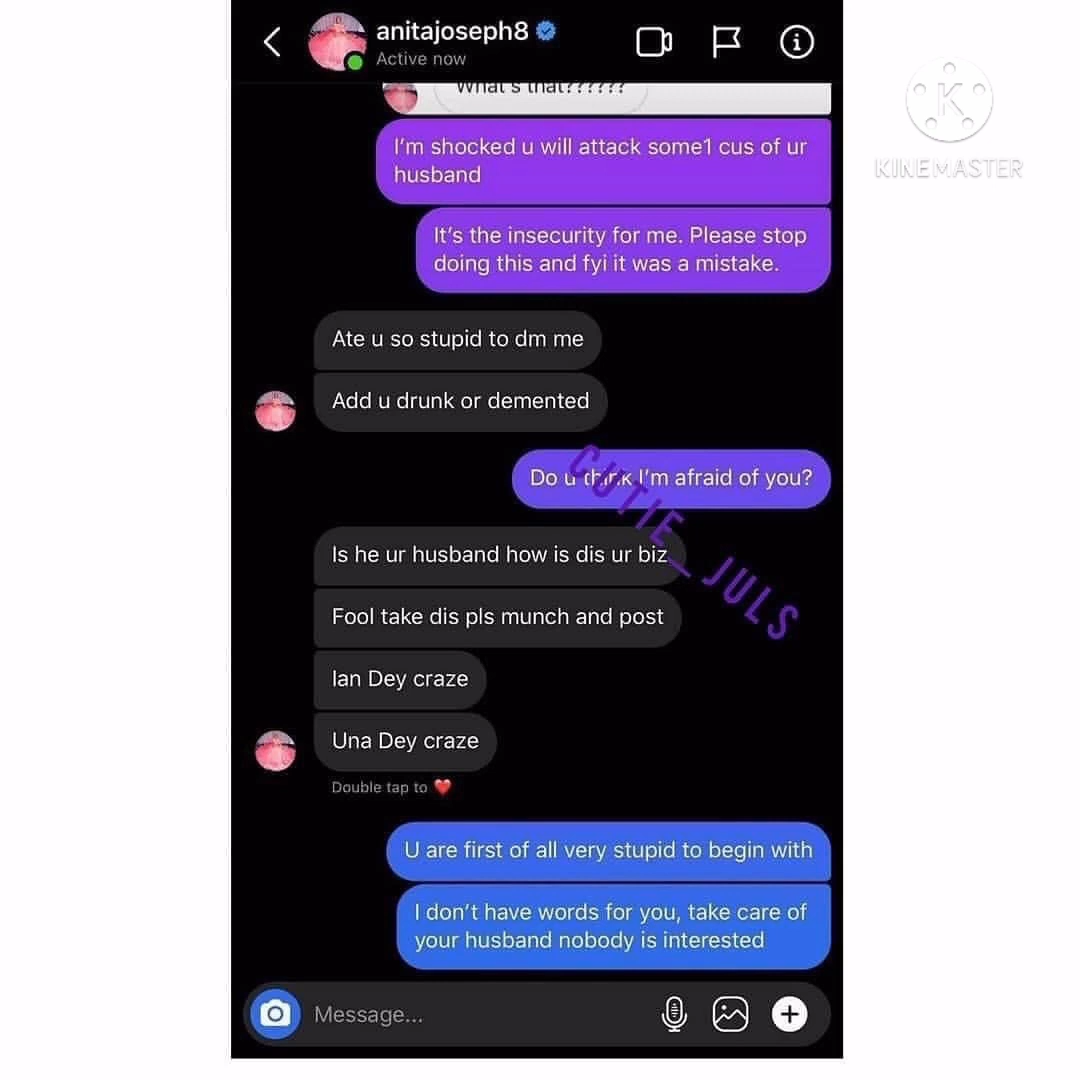 anitajoseph8
Active now
What's that??????
I'm shocked u will attack some1 cus of ur
husband
It's the insecurity for me. Please stop
doing this and fyi it was a mistake.
Ate u so stupid to dm me
Add u drunk or demented
Do u think I'm afraid of you?
Is he ur husband how is dis ur biz
Fool take dis pls munch and post
Ian Dey craze
Una Dey craze
Double tap to ❤️
U are first of all very stupid to begin with
I don't have words for you, take care of
your husband nobody is interested
Message...
CUTIE_JULS
K
KINEMASTER